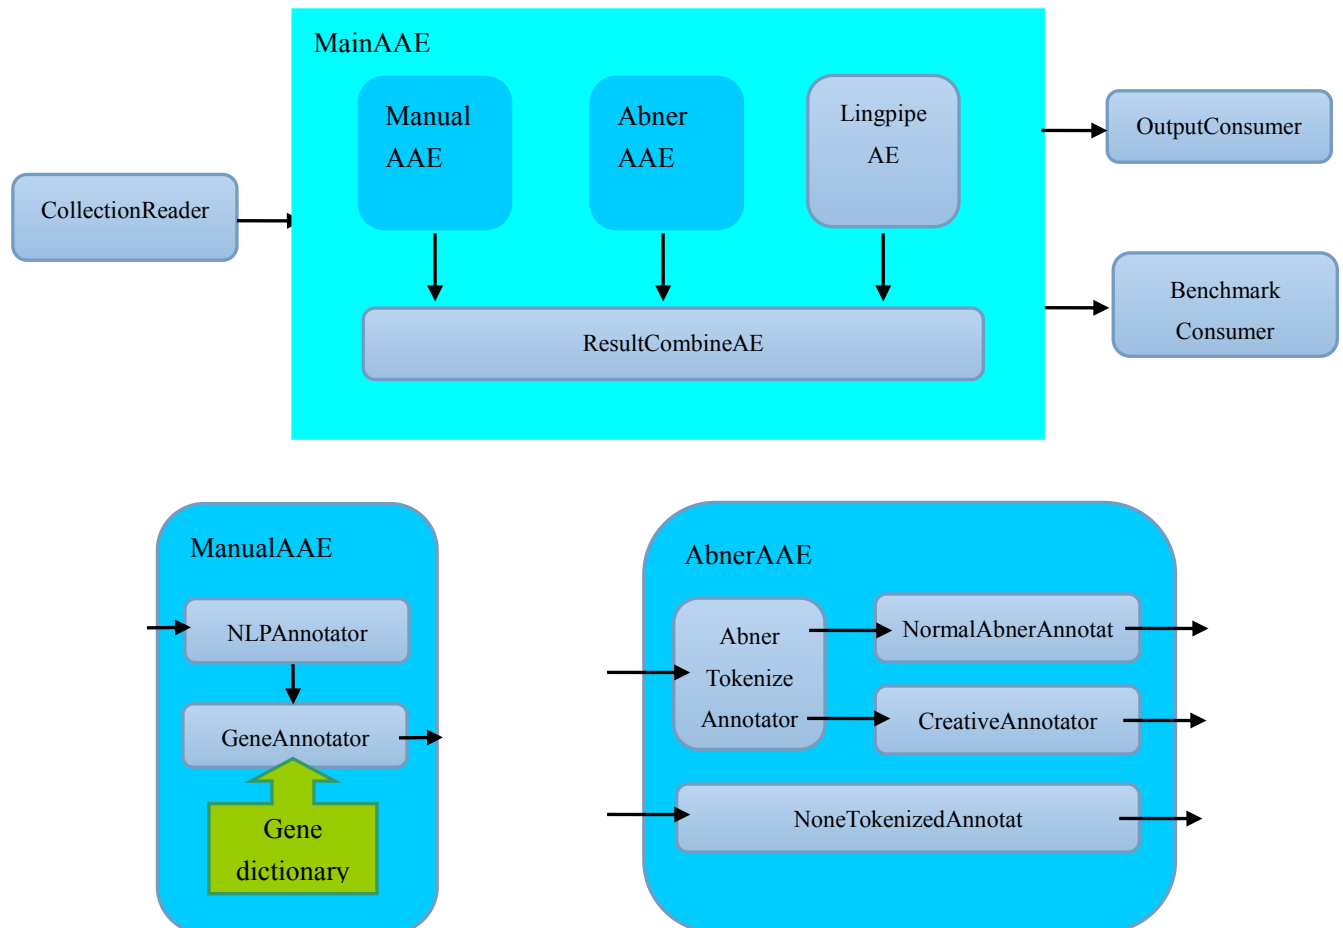 MainAAE
Manual
AAE
Abner
AAE
Lingpipe
AE
ResultCombineAE
CollectionReader
OutputConsumer
Benchmark
Consumer
ManualAAE
NLPAnnotator
GeneAnnotator
Gene
dictionary
AbnerAAE
Abner
Tokenize
Annotator
NormalAbnerAnnotat
CreativeAnnotator
NoneTokenizedAnnotat